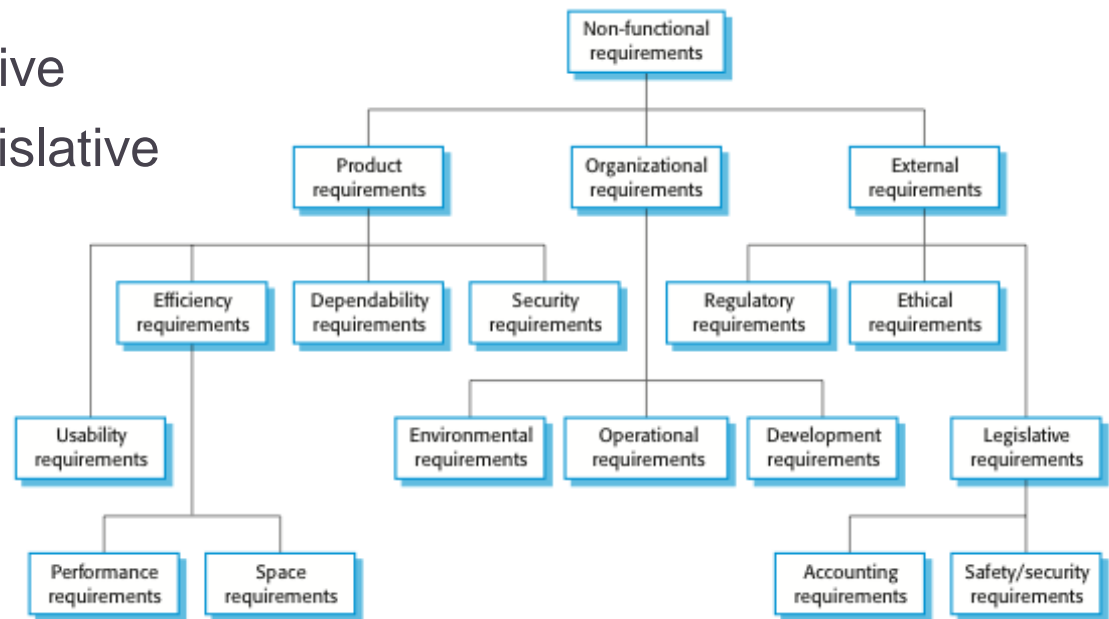 ive
islative
Non-functional
requirements
Product
requirements
Organizational
requirements
External
requirements
Efficiency
requirements
Dependability
requirements
Security
requirements
Regulatory
requirements
Ethical
requirements
Usability
requirements
Environmental
requirements
Operational
requirements
Development
requirements
Legislative
requirements
Performance
requirements
Space
requirements
Accounting
requirements
Safety/security
requirements